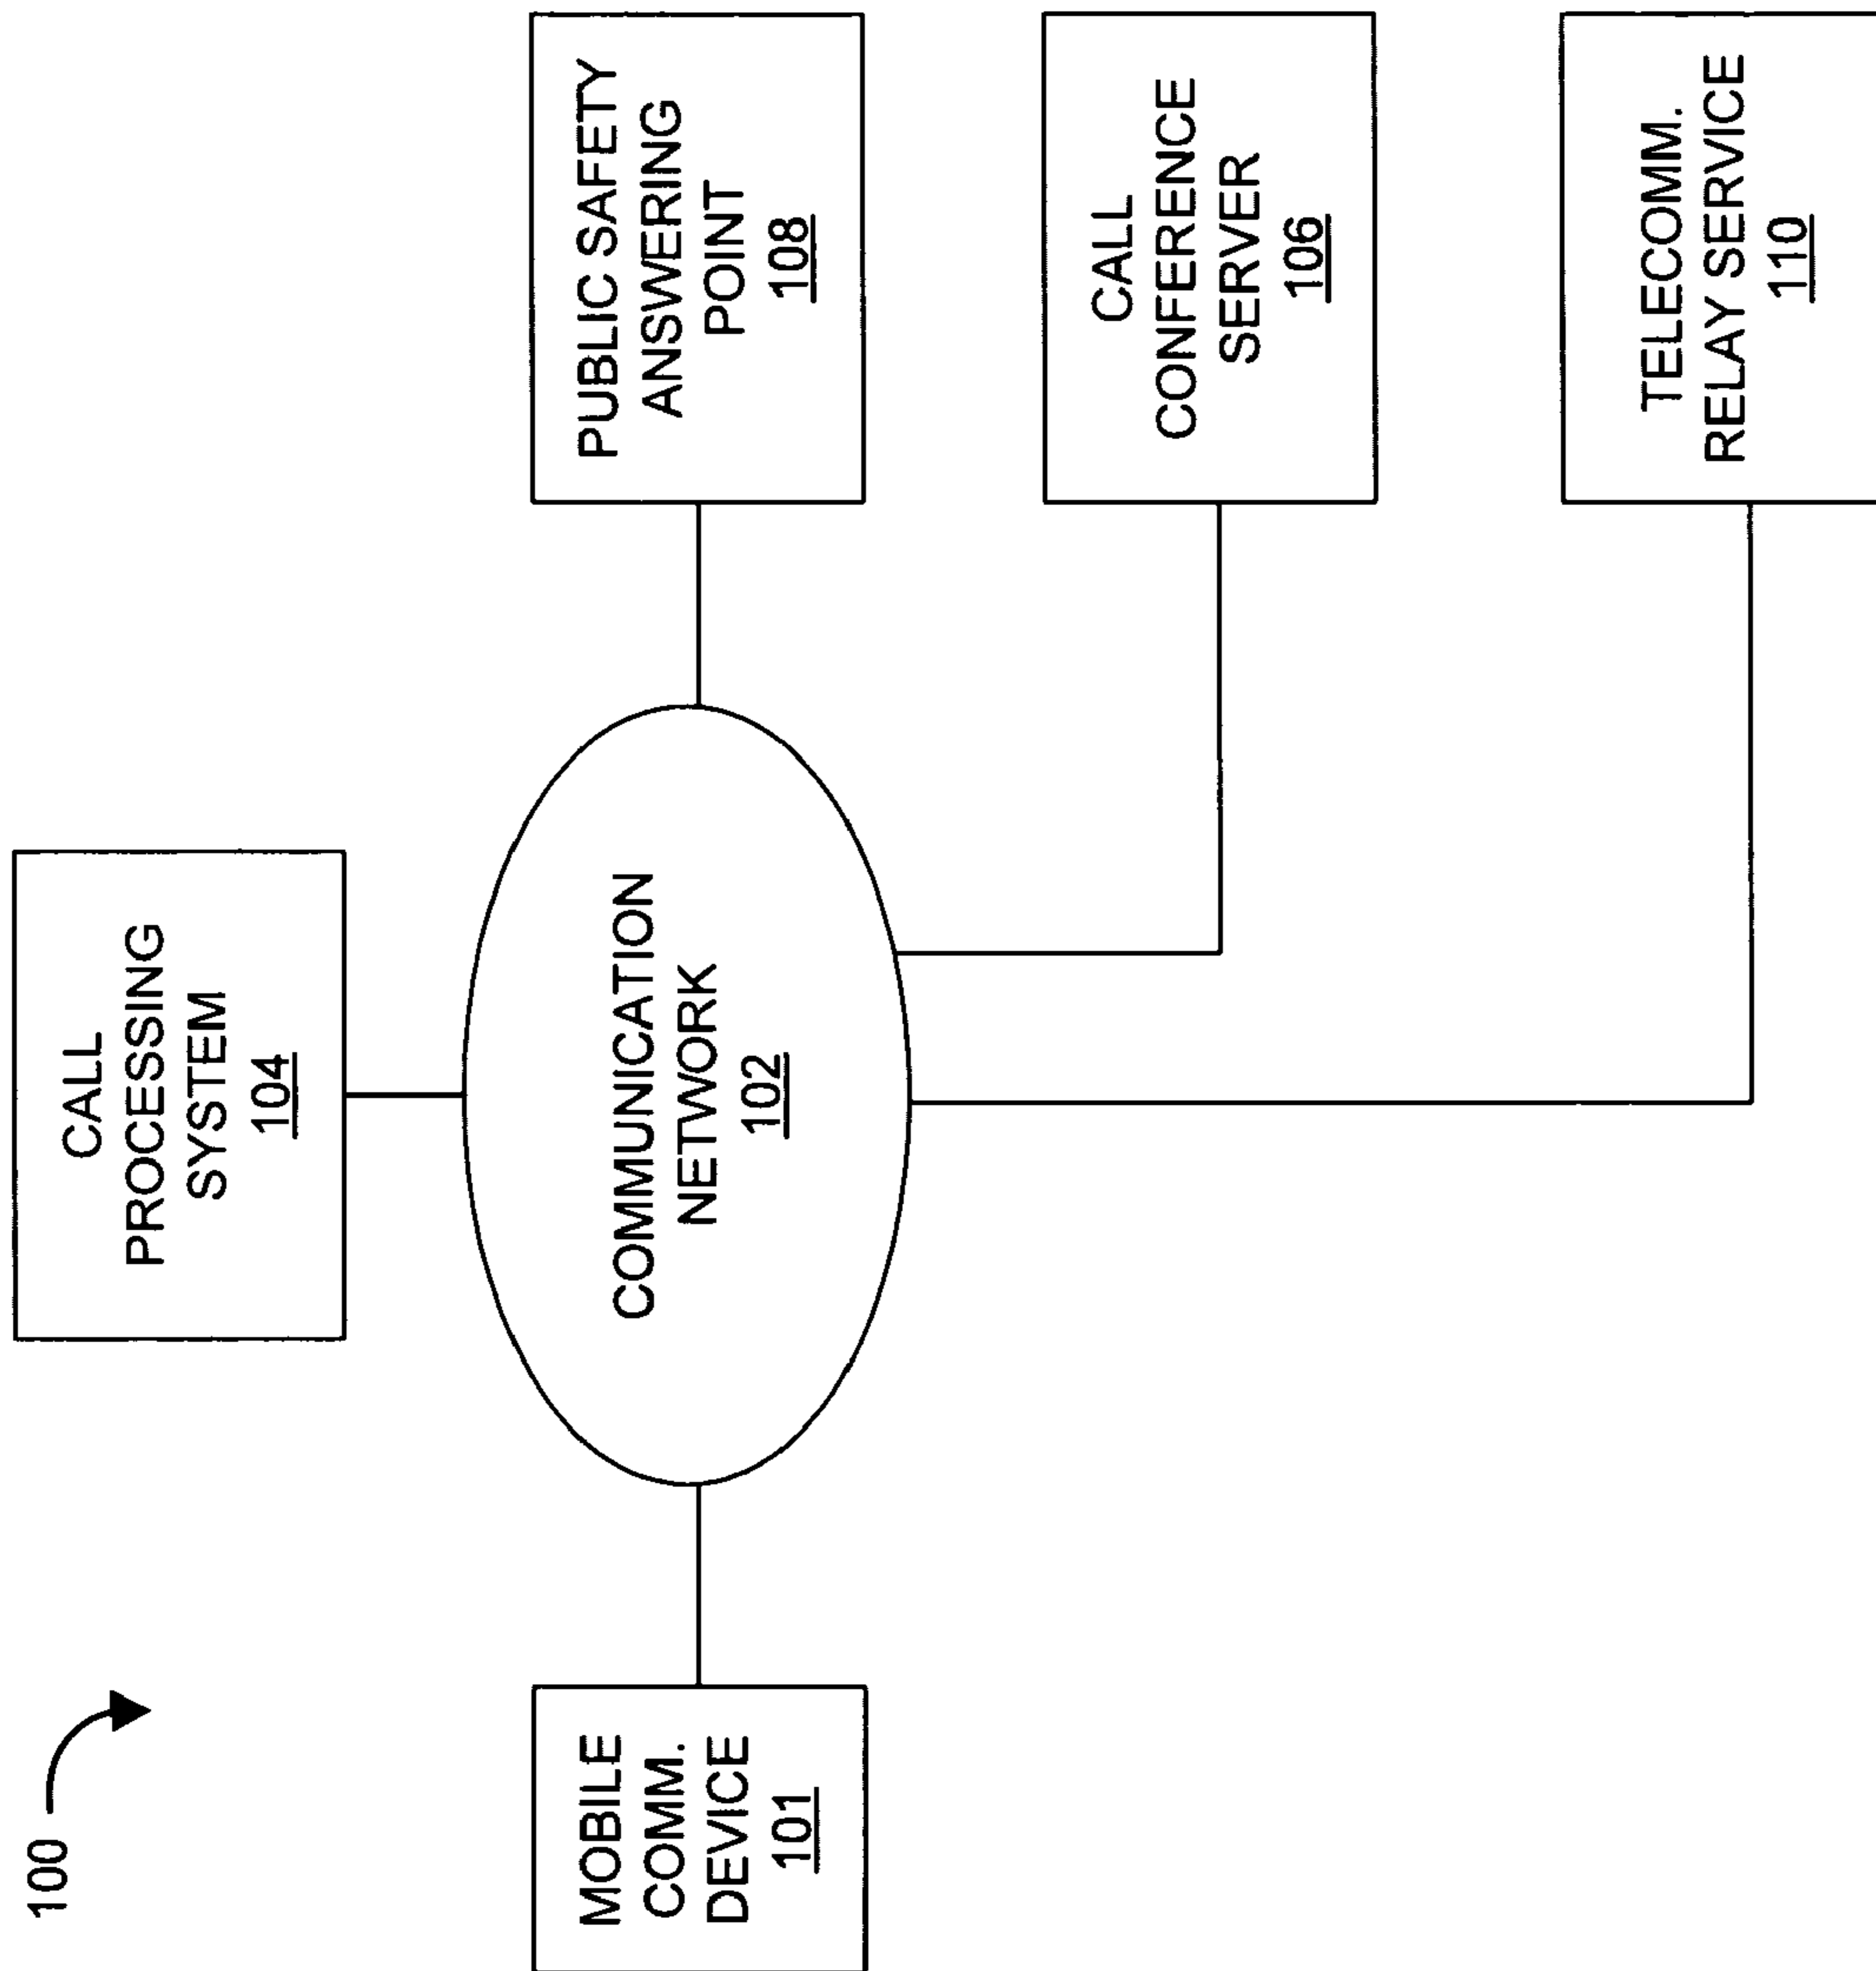 100
CALL
PROCESSING
SYSTEM
104
MOBILE
COMM.
DEVICE
101
COMMUNICATION
NETWORK
102
PUBLIC SAFETY
ANSWERING
POINT
108
CALL
CONFERENCE
SERVER
106
TELECOMM.
RELAY SERVICE
110